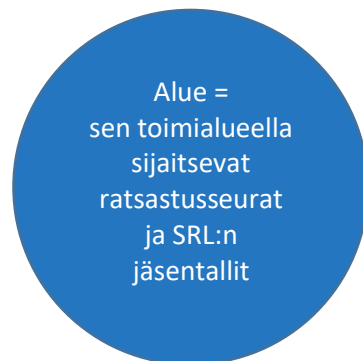 Alue =
sen toimialueella
sijaitsevat
ratsastusseurat
ja SRL:n
jäsentallit